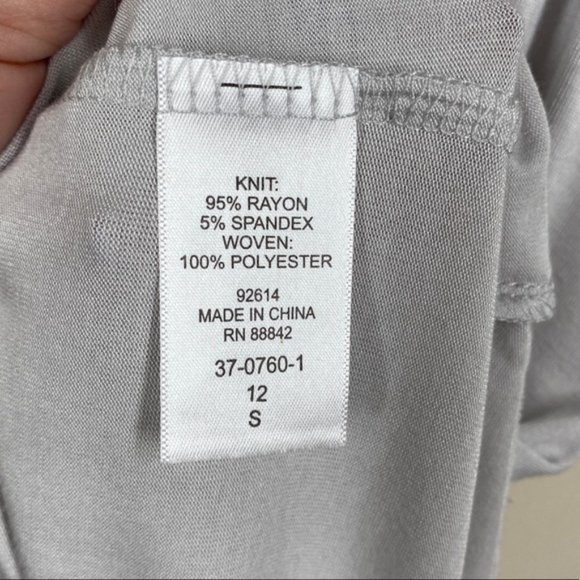 KNIT:
95% RAYON
5% SPANDEX
WOVEN:
100% POLYESTER
92614
MADE IN CHINA
RN 88842
37-0760-1
12
S